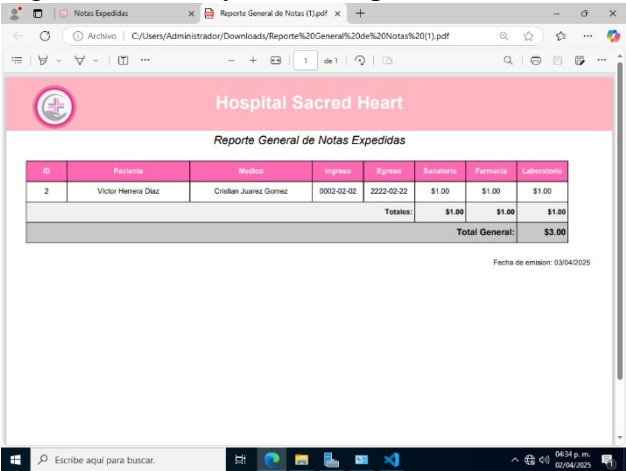 Notas Expedidas
Reporte General de Notas (1).pdf
Archivo C:/Users/Administrador/Downloads/Reporte%20General%20de%20Notas%20(1).pdf
1 de 1
Hospital Sacred Heart
Reporte General de Notas Expedidas
ID Paciente Medico Ingreso Egreso Sanatorio Farmacia Laboratorio
2 Victor Herrera Diaz Cristian Juarez Gomez 0002-02-02 2222-02-22 $1.00 $1.00 $1.00
Totales: $1.00 $1.00 $1.00
Total General: $3.00
Fecha de emision: 03/04/2025
Escribe aquí para buscar.
04:34 p. m.
02/04/2025